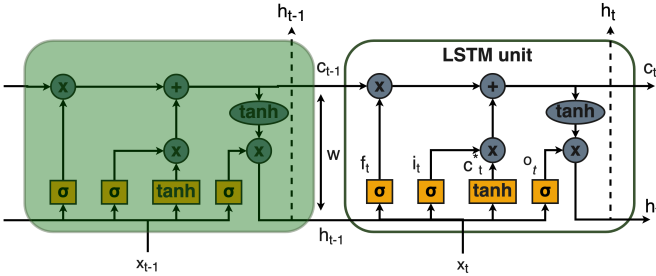 h_{t-1}
h_t
LSTM unit
c_{t-1}
c_t
x
+
x
+
tanh
tanh
x
x
w
f_t
i_t
c*_t
x
o_t
x
σ
σ
tanh
σ
σ
σ
tanh
σ
h_{t-1}
h
x_{t-1}
x_t